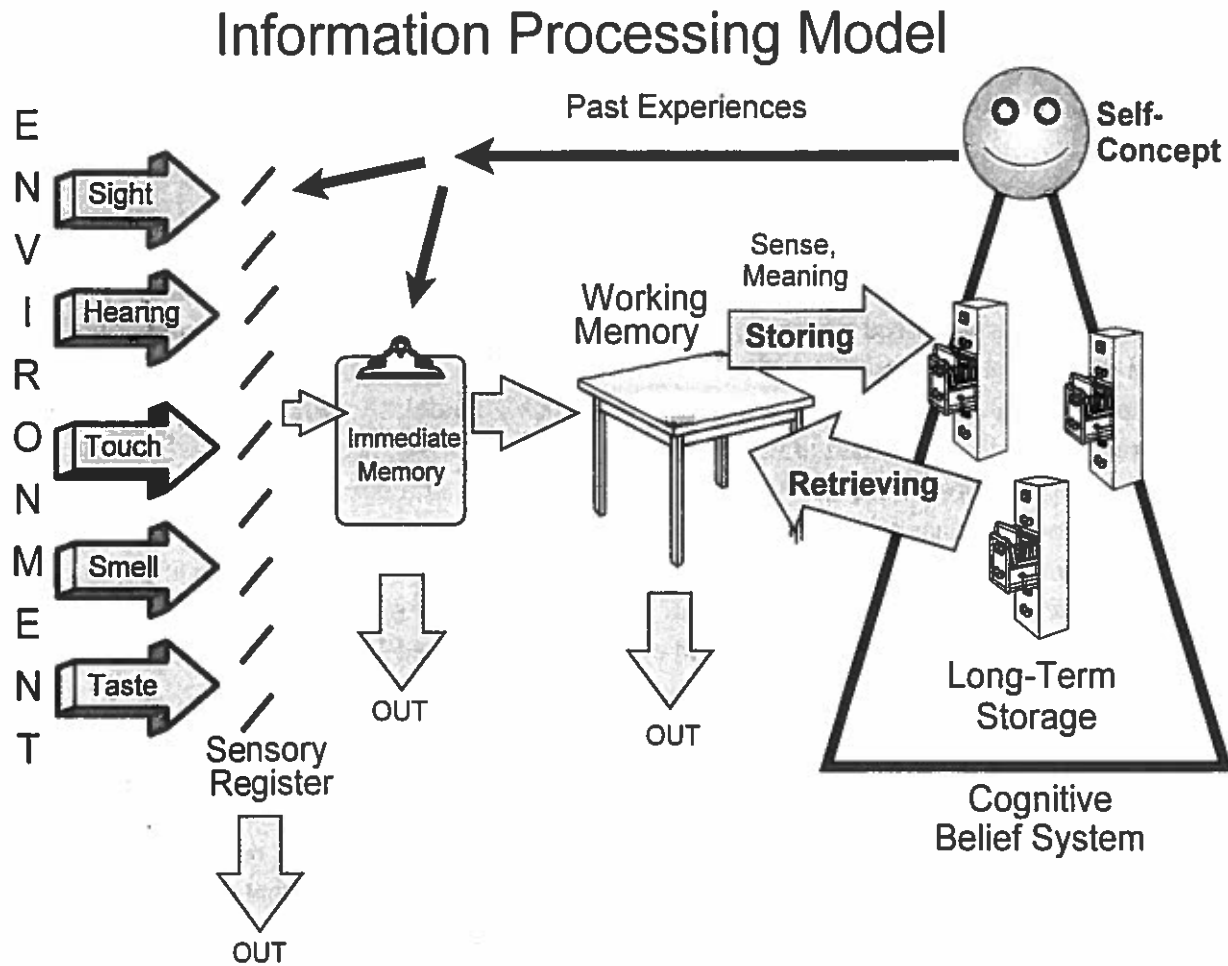 Information Processing Model
ENVIRONMENT
Past Experiences
Self-
Concept
Sight
Hearing
Touch
Smell
Taste
Sensory
Register
OUT
Immediate
Memory
OUT
Working
Memory
OUT
Sense,
Meaning
Storing
Retrieving
Long-Term
Storage
Cognitive
Belief System